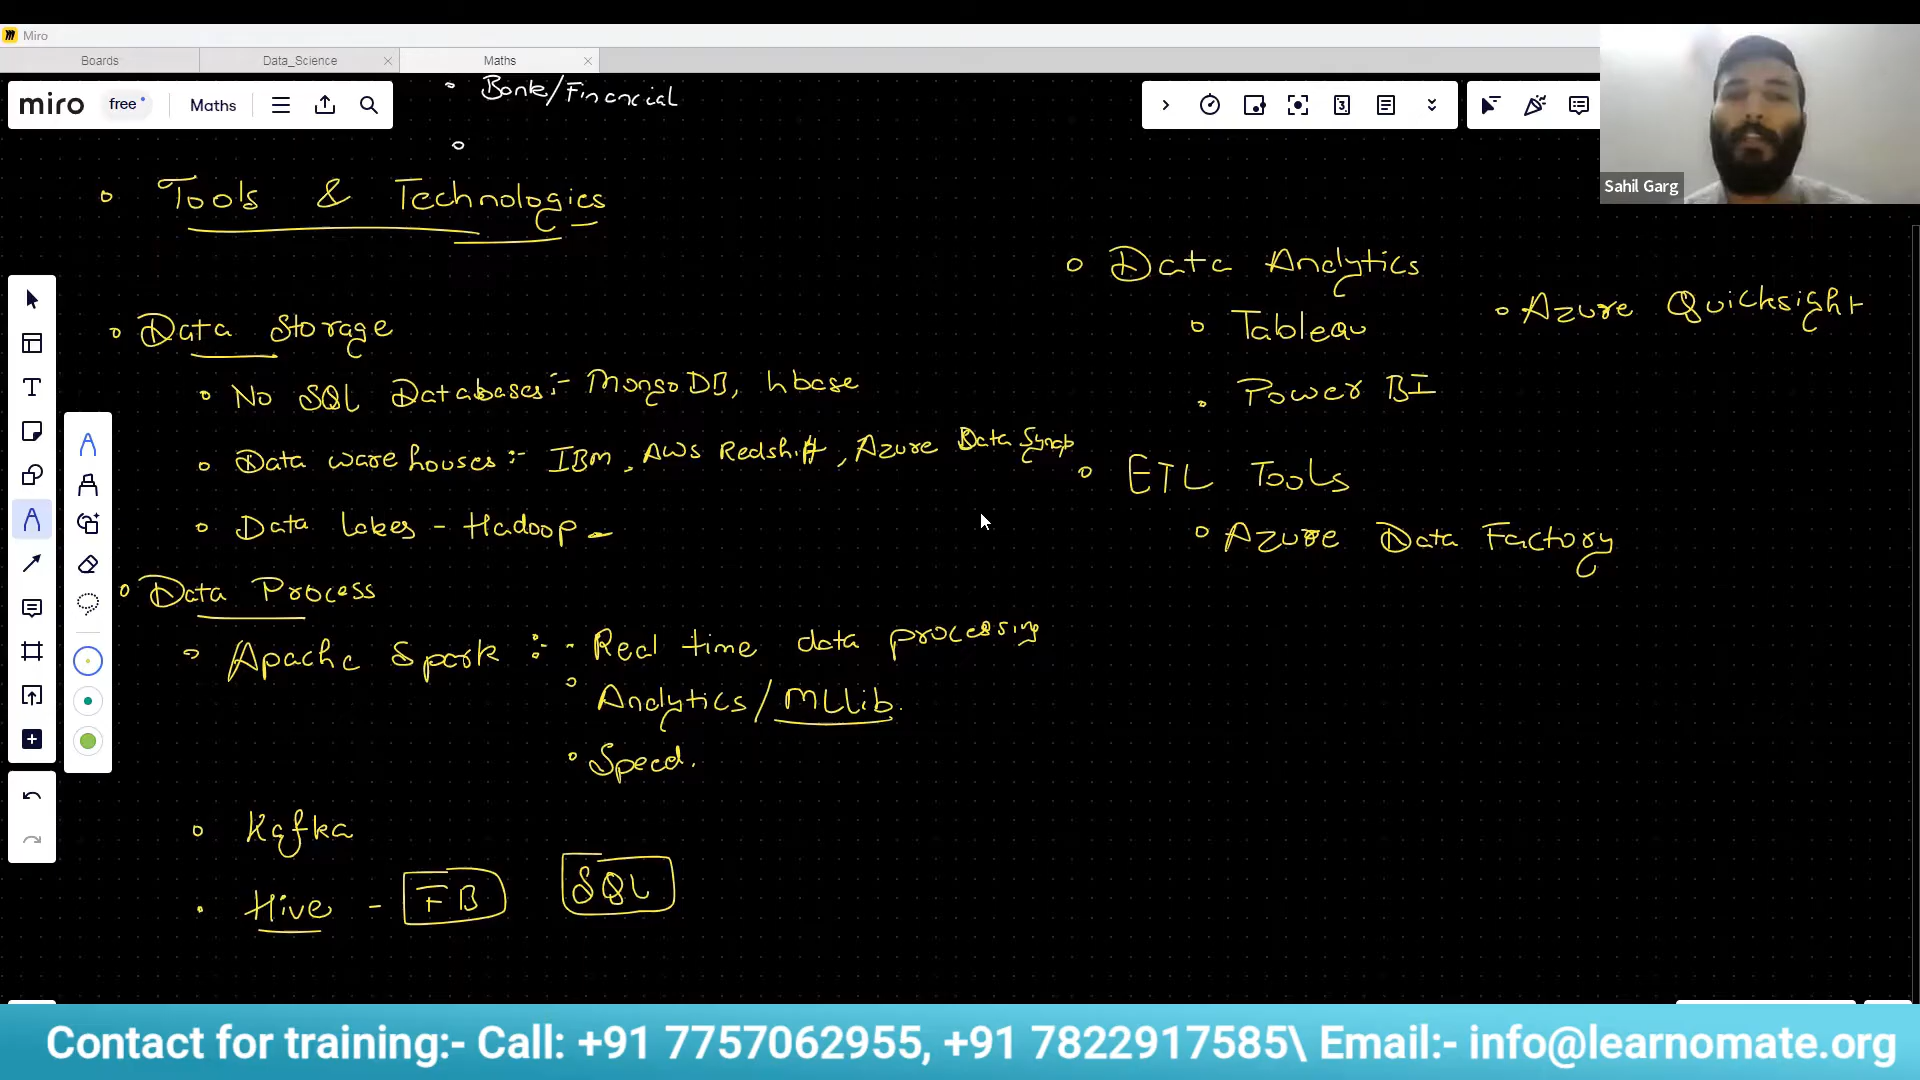 Miro
Boards
Data_Science
Maths
miro
free
Maths
Bank/Financial
Sahil Garg
Tools & Technologies
Data Storage
No SQL Databases:- MongoDB, hbase
Data ware houses:- IBM, AWS Redshift, Azure Data Synap
Data lakes - Hadoop -
Data Process
Apache Spark :- Real time data processing
Analytics/MLlib.
Speed.
Kafka
Hive - FB SQL
Data Analytics
Tableau
Azure Quicksight
Power BI
ETL Tools
Azure Data Factory
Contact for training:- Call: +91 7757062955, +91 7822917585\ Email:- info@learnomate.org